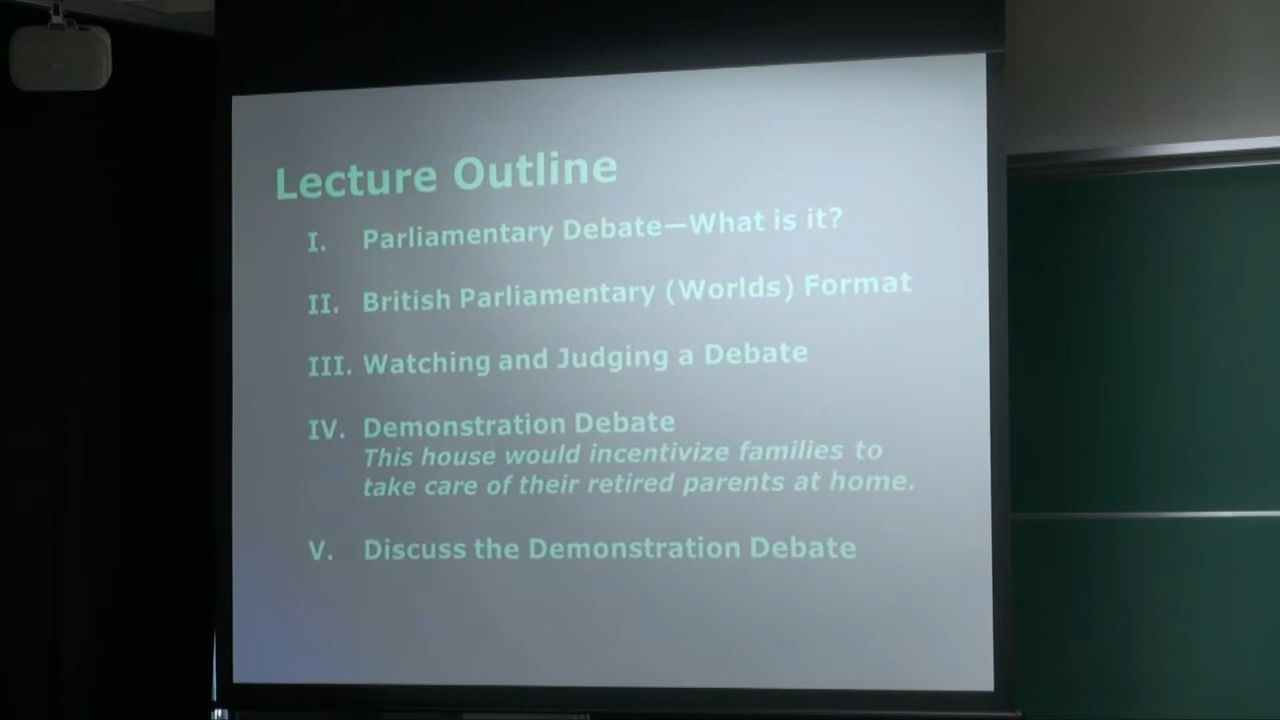 Lecture Outline
I. Parliamentary Debate—What is it?
II. British Parliamentary (Worlds) Format
III. Watching and Judging a Debate
IV. Demonstration Debate
This house would incentivize families to
take care of their retired parents at home.
V. Discuss the Demonstration Debate